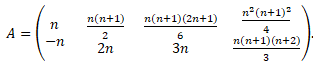 A = ( n n(n+1)/2 n(n+1)(2n+1)/6 n²(n+1)²/4
-n 2n 3n n(n+1)(n+2)/3 ).